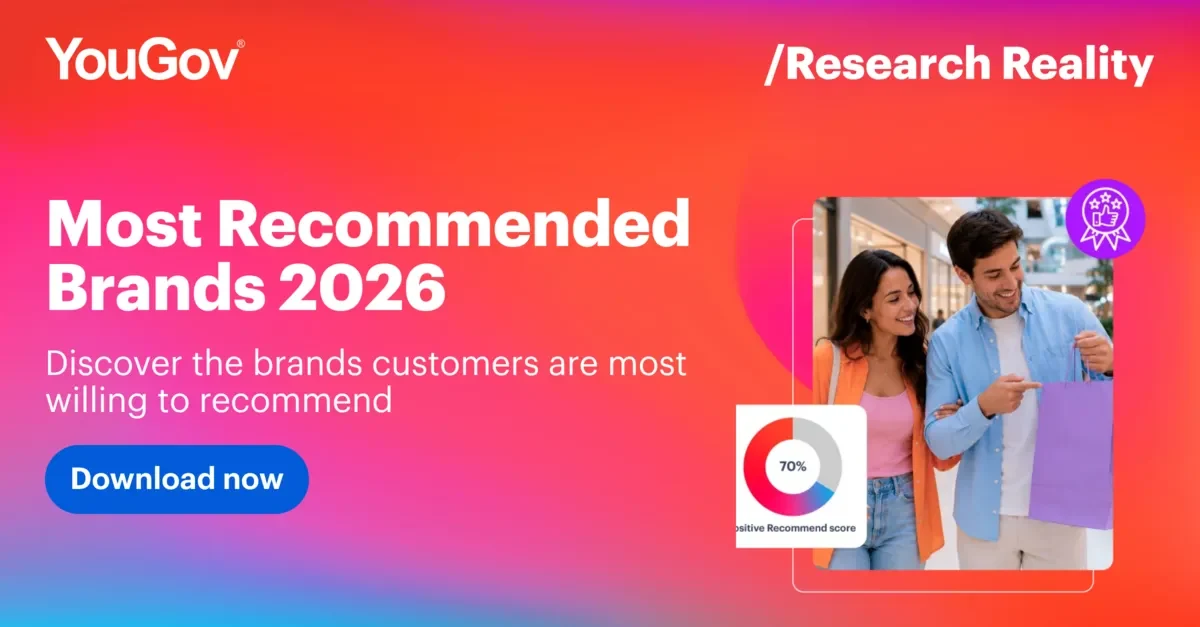 YouGov®
/Research Reality
Most Recommended
Brands 2026
Discover the brands customers are most
willing to recommend
Download now
70%
ositive Recommend score